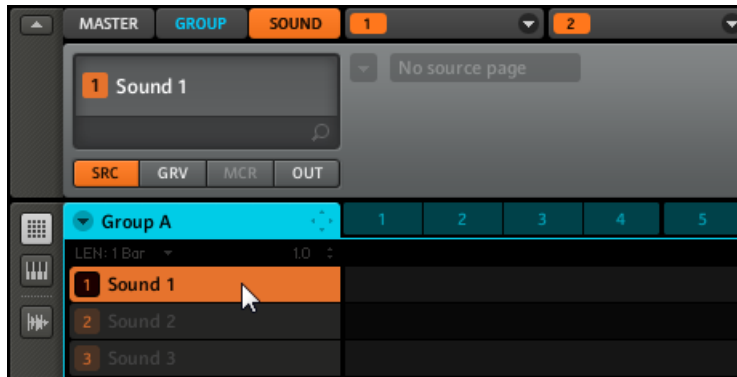 MASTER GROUP SOUND 1 2
1 Sound 1 No source page
SRC GRV MCR OUT
Group A 1 2 3 4 5
LEN: 1 Bar 1.0
1 Sound 1
2 Sound 2
3 Sound 3